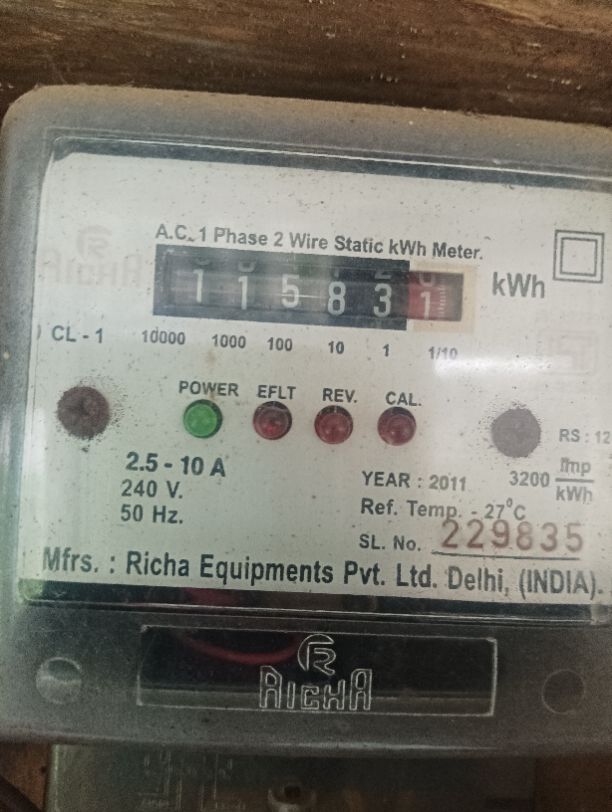 A.C. 1 Phase 2 Wire Static kWh Meter.
1 1 5 8 3 1 kWh
CL - 1 10000 1000 100 10 1 1/10
POWER EFLT REV. CAL.
RS : 12
2.5 - 10 A
240 V.
50 Hz.
YEAR : 2011 3200 Imp/kWh
Ref. Temp. - 27°C
SL. No. 229835
Mfrs. : Richa Equipments Pvt. Ltd. Delhi, (INDIA).
RICHA